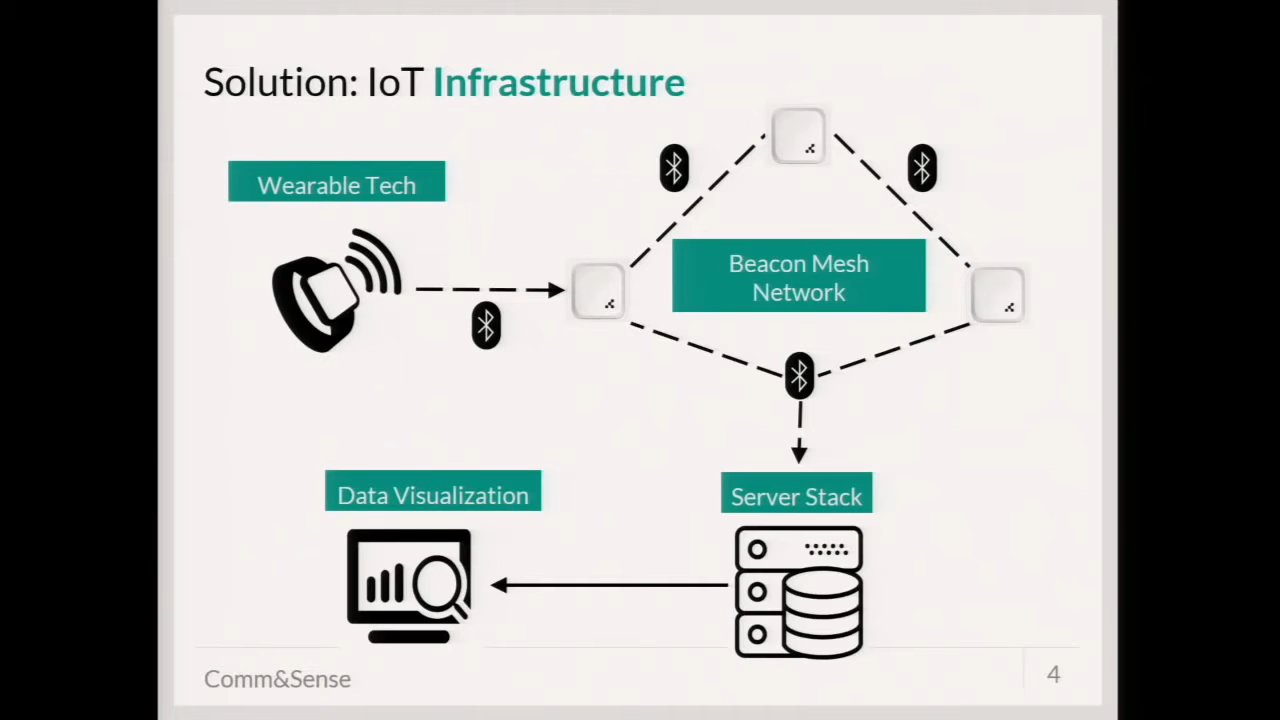 Solution: IoT Infrastructure
Wearable Tech
Beacon Mesh
Network
Data Visualization
Server Stack
Comm&Sense
4